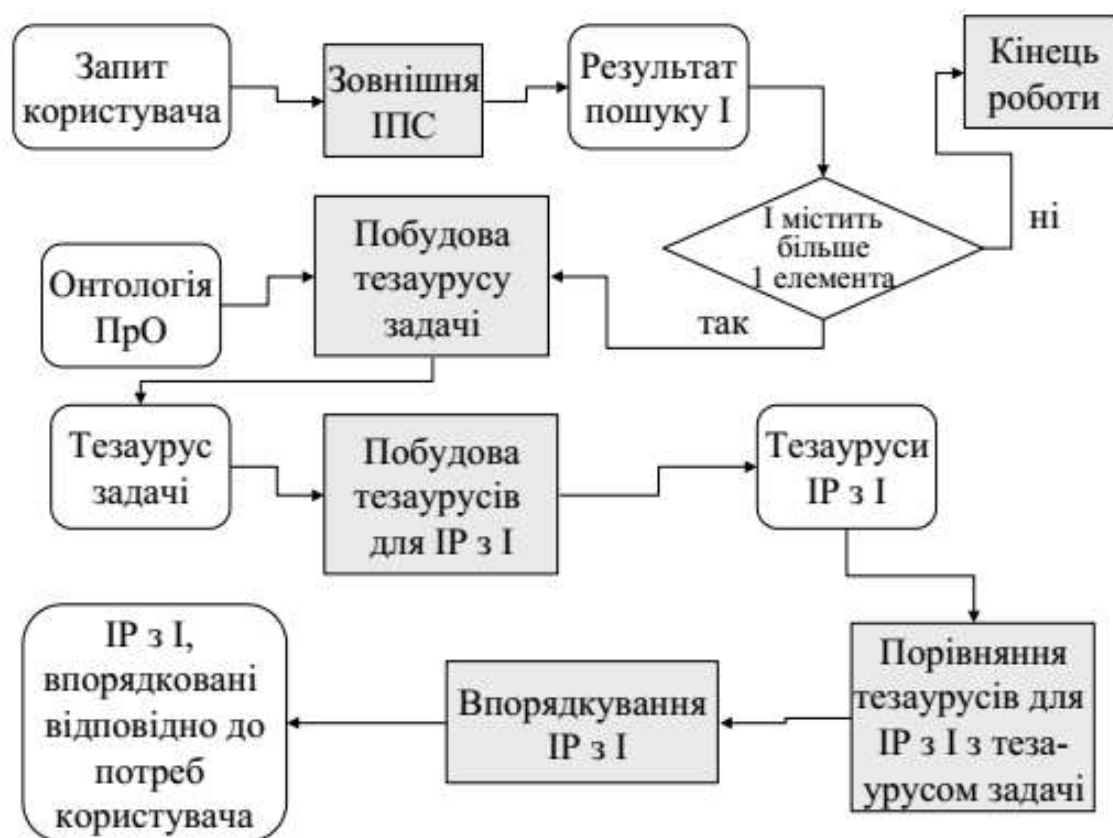 Запит
користувача
Зовнішня
ІПС
Результат
пошуку І
Кінець
роботи
І містить
більше
1 елемента
ні
так
Побудова
тезаурусу
задачі
Онтологія
ПрО
Тезаурус
задачі
Побудова
тезаурусів
для ІР з І
Тезауруси
ІР з І
Порівняння
тезаурусів для
ІР з І з теза-
урусом задачі
Впорядкування
ІР з І
ІР з І,
впорядковані
відповідно до
потреб
користувача